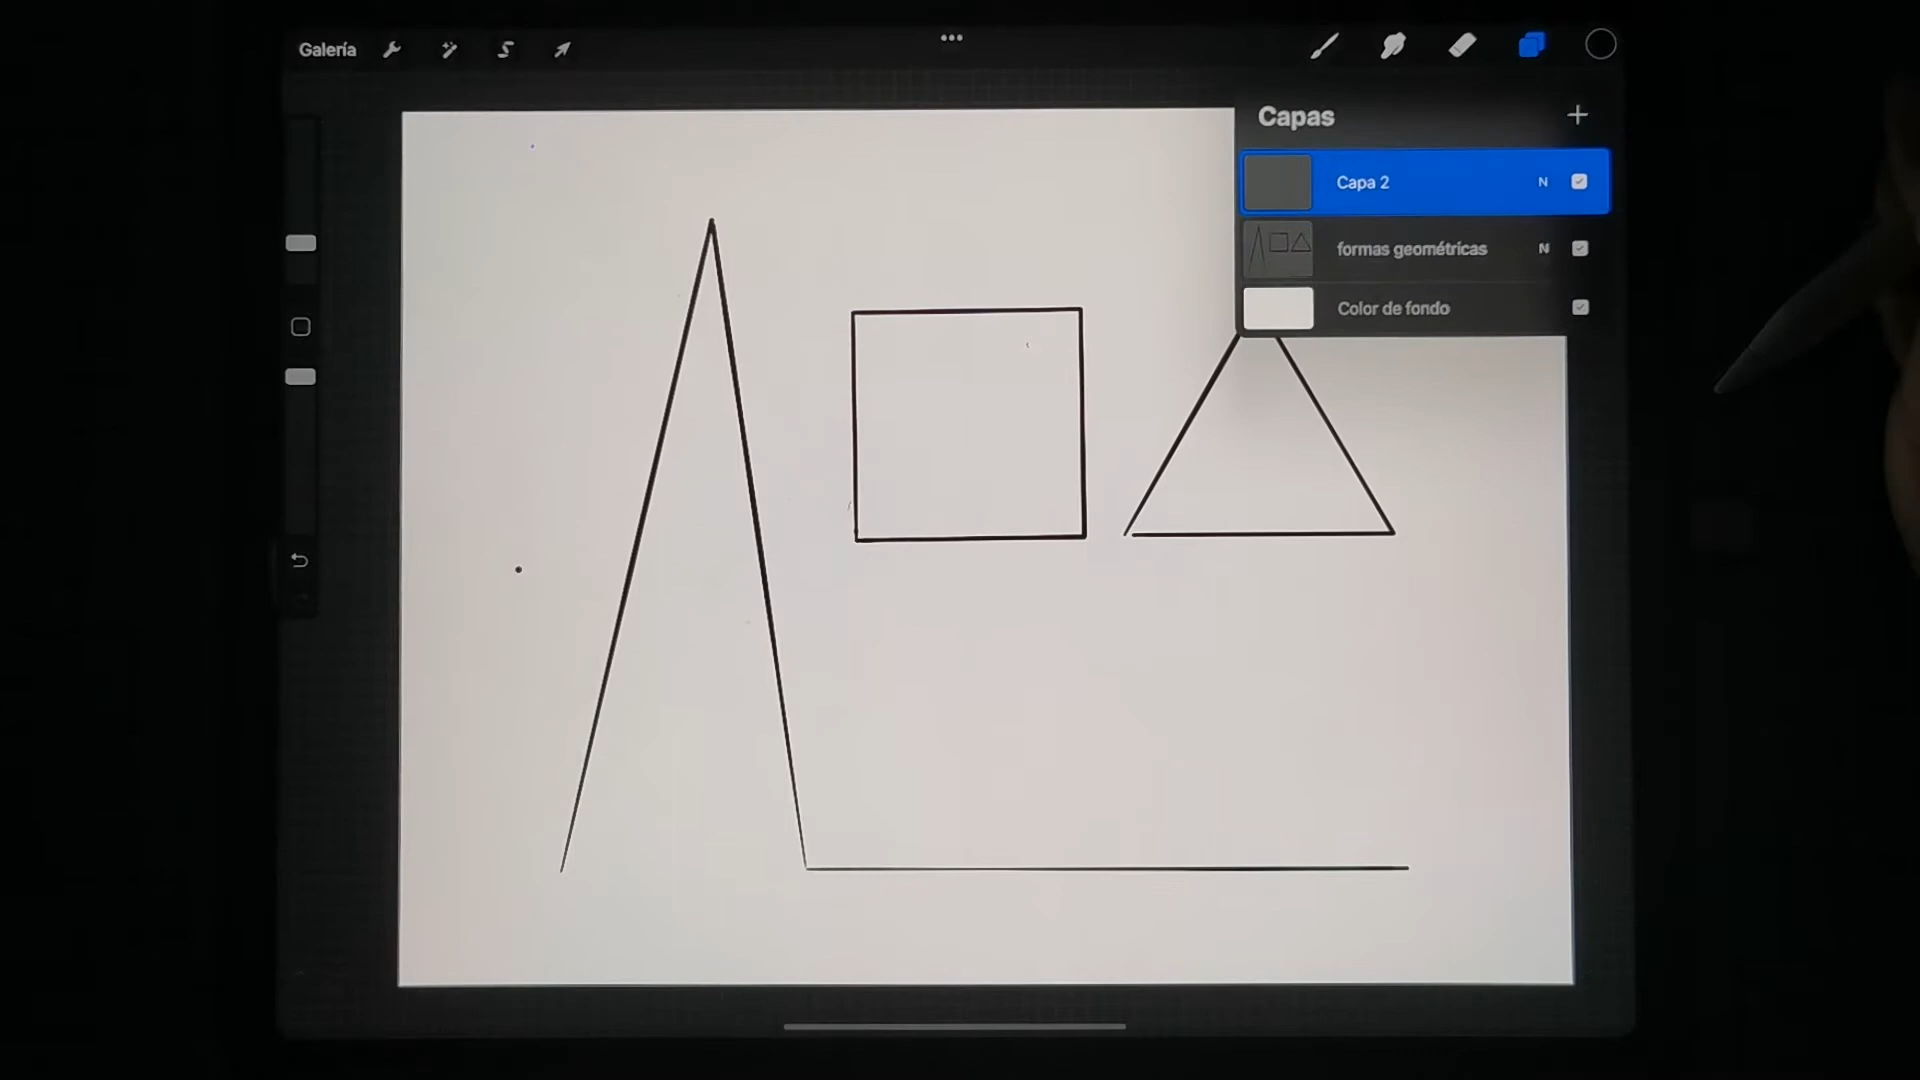 Galería
Capas
Capa 2 N
formas geométricas N
Color de fondo